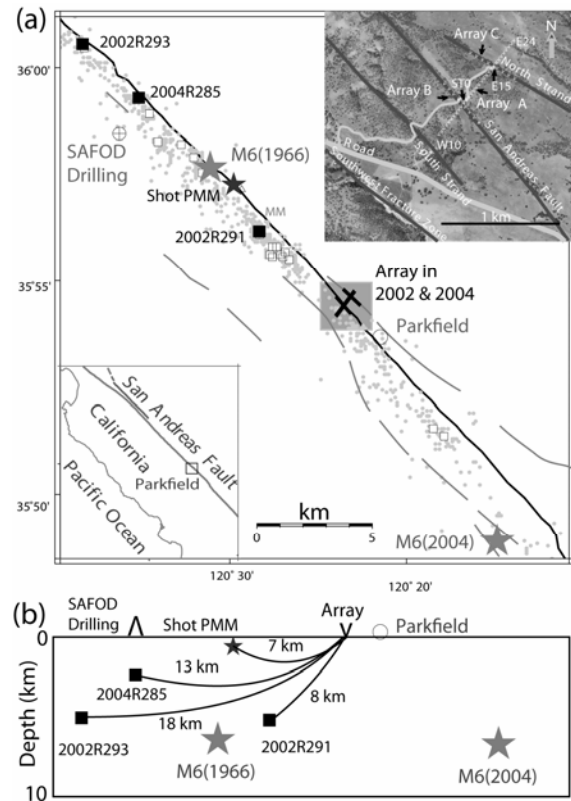 (a)
2002R293
36˚00'
2004R285
SAFOD
Drilling
M6(1966)
Shot PMM
2002R291
MM
35˚55'
Array in
2002 & 2004
Parkfield
Array C
E24
N
North Strand
Array B
S10
E15
Array A
W10
San Andreas Fault
Road
South Strand
Southwest Fracture Zone
1 km
San Andreas Fault
California
Parkfield
Pacific Ocean
35˚50'
km
0
5
M6(2004)
120˚ 30'
120˚ 20'
(b)
SAFOD
Drilling
Shot PMM
Array
Parkfield
0
7 km
13 km
2004R285
8 km
18 km
2002R293
2002R291
M6(1966)
M6(2004)
Depth (km)
10